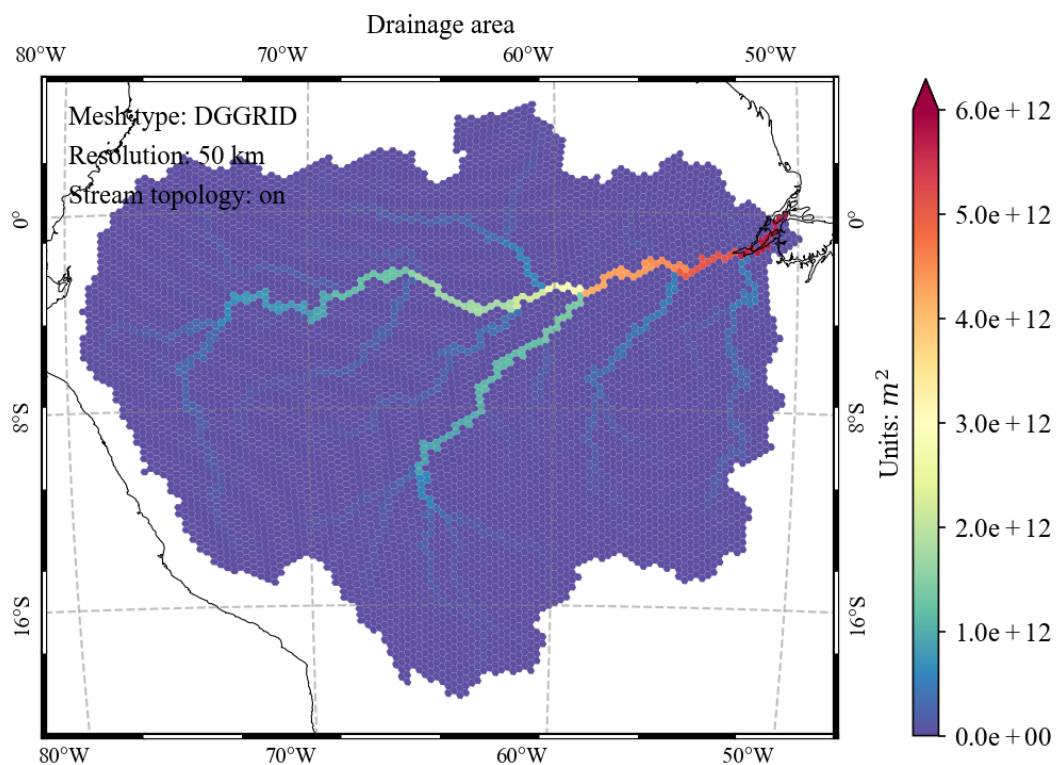 Drainage area
80°W 70°W 60°W 50°W
Mesh type: DGGRID
Resolution: 50 km
Stream topology: on
0° 0°
8°S 8°S
16°S 16°S
80°W 70°W 60°W 50°W
Units: m²
6.0e+12
5.0e+12
4.0e+12
3.0e+12
2.0e+12
1.0e+12
0.0e+00